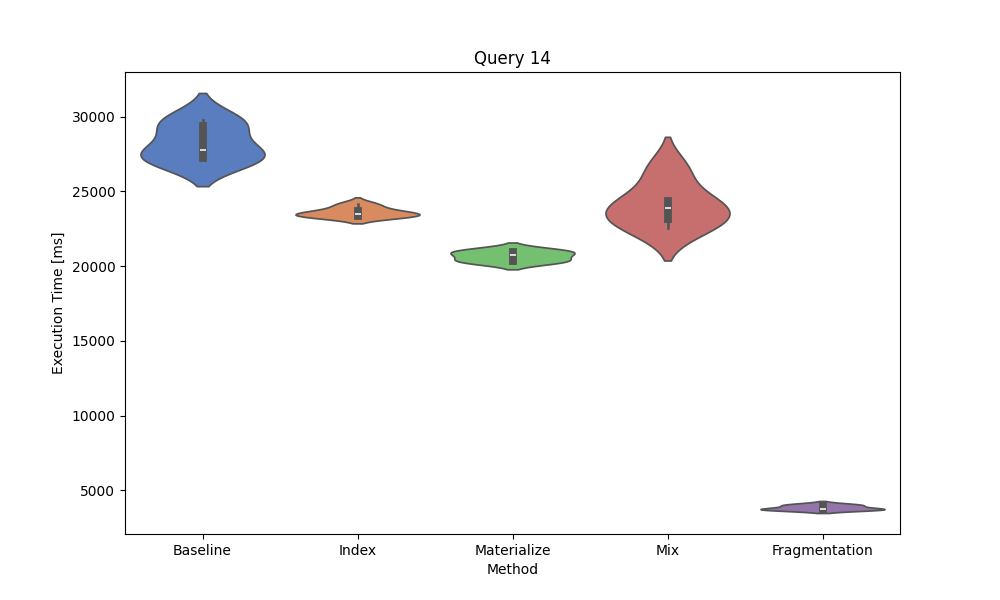 Query 14
Execution Time [ms]
30000
25000
20000
15000
10000
5000
Baseline
Index
Materialize
Mix
Fragmentation
Method